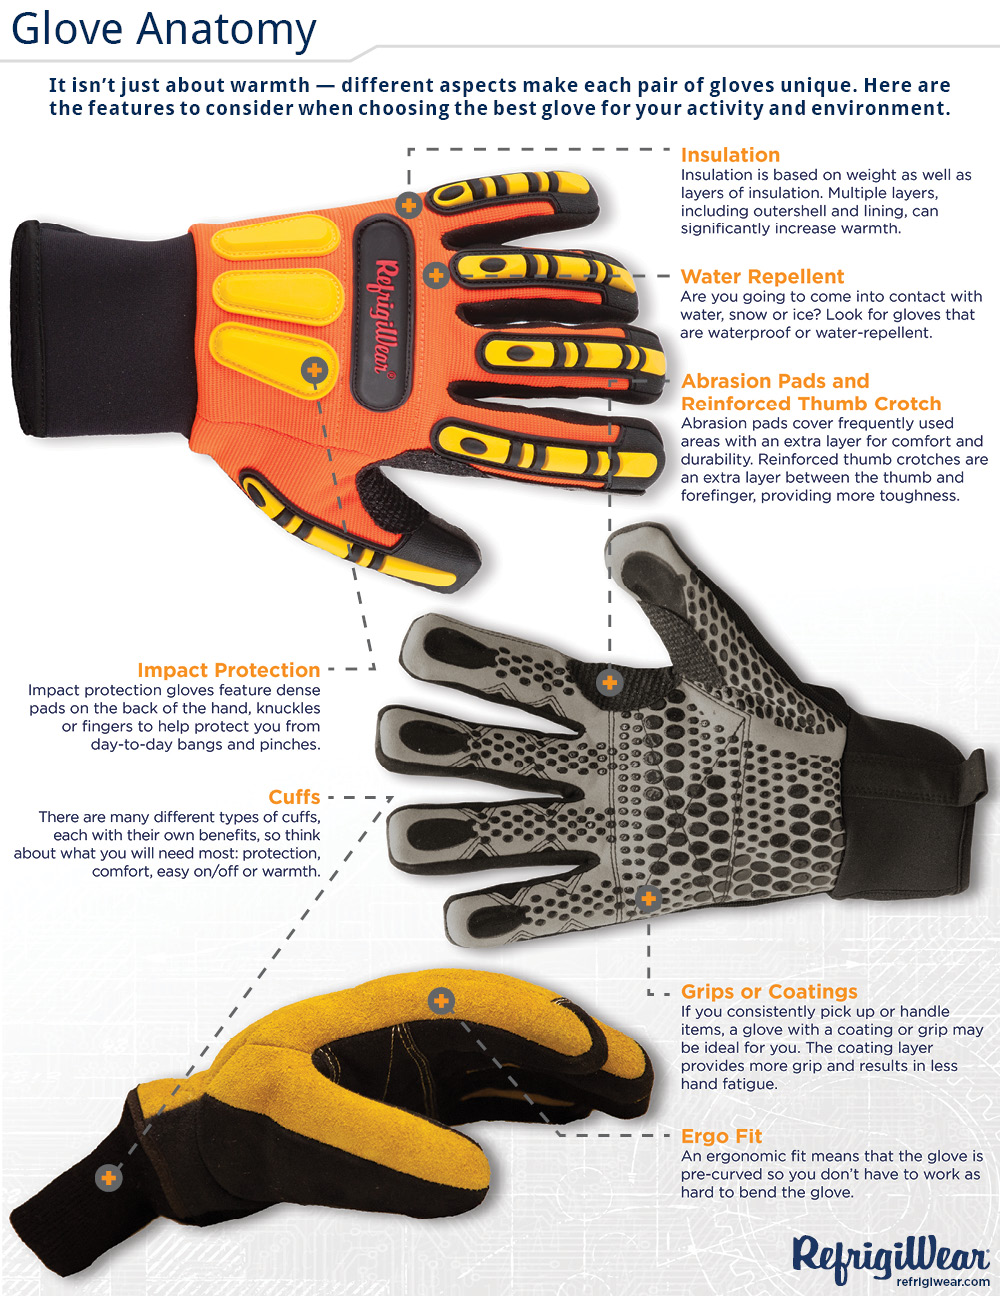 Glove Anatomy
It isn't just about warmth — different aspects make each pair of gloves unique. Here are
the features to consider when choosing the best glove for your activity and environment.
Insulation
Insulation is based on weight as well as
layers of insulation. Multiple layers,
including outershell and lining, can
significantly increase warmth.
Water Repellent
Are you going to come into contact with
water, snow or ice? Look for gloves that
are waterproof or water-repellent.
Abrasion Pads and
Reinforced Thumb Crotch
Abrasion pads cover frequently used
areas with an extra layer for comfort and
durability. Reinforced thumb crotches are
an extra layer between the thumb and
forefinger, providing more toughness.
RefrigiWear®
Impact Protection
Impact protection gloves feature dense
pads on the back of the hand, knuckles
or fingers to help protect you from
day-to-day bangs and pinches.
Cuffs
There are many different types of cuffs,
each with their own benefits, so think
about what you will need most: protection,
comfort, easy on/off or warmth.
Grips or Coatings
If you consistently pick up or handle
items, a glove with a coating or grip may
be ideal for you. The coating layer
provides more grip and results in less
hand fatigue.
Ergo Fit
An ergonomic fit means that the glove is
pre-curved so you don't have to work as
hard to bend the glove.
RefrigiWear®
refrigiwear.com